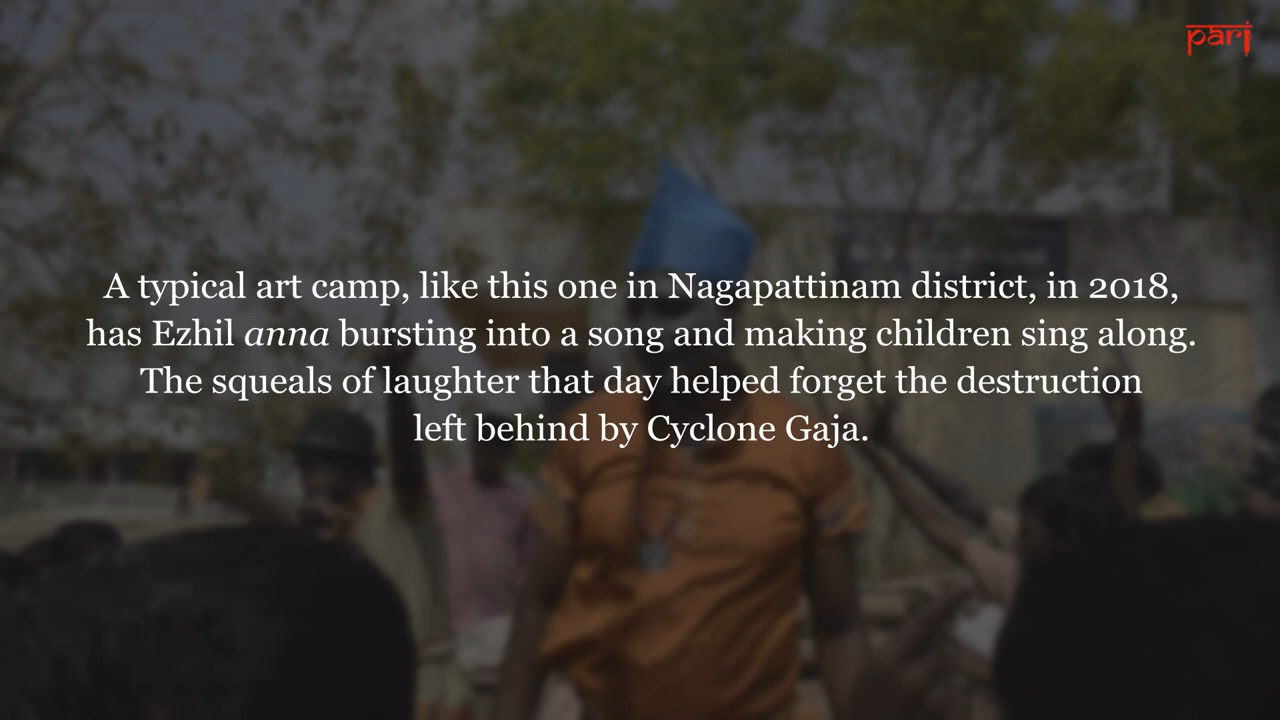 pari
A typical art camp, like this one in Nagapattinam district, in 2018,
has Ezhil anna bursting into a song and making children sing along.
The squeals of laughter that day helped forget the destruction
left behind by Cyclone Gaja.